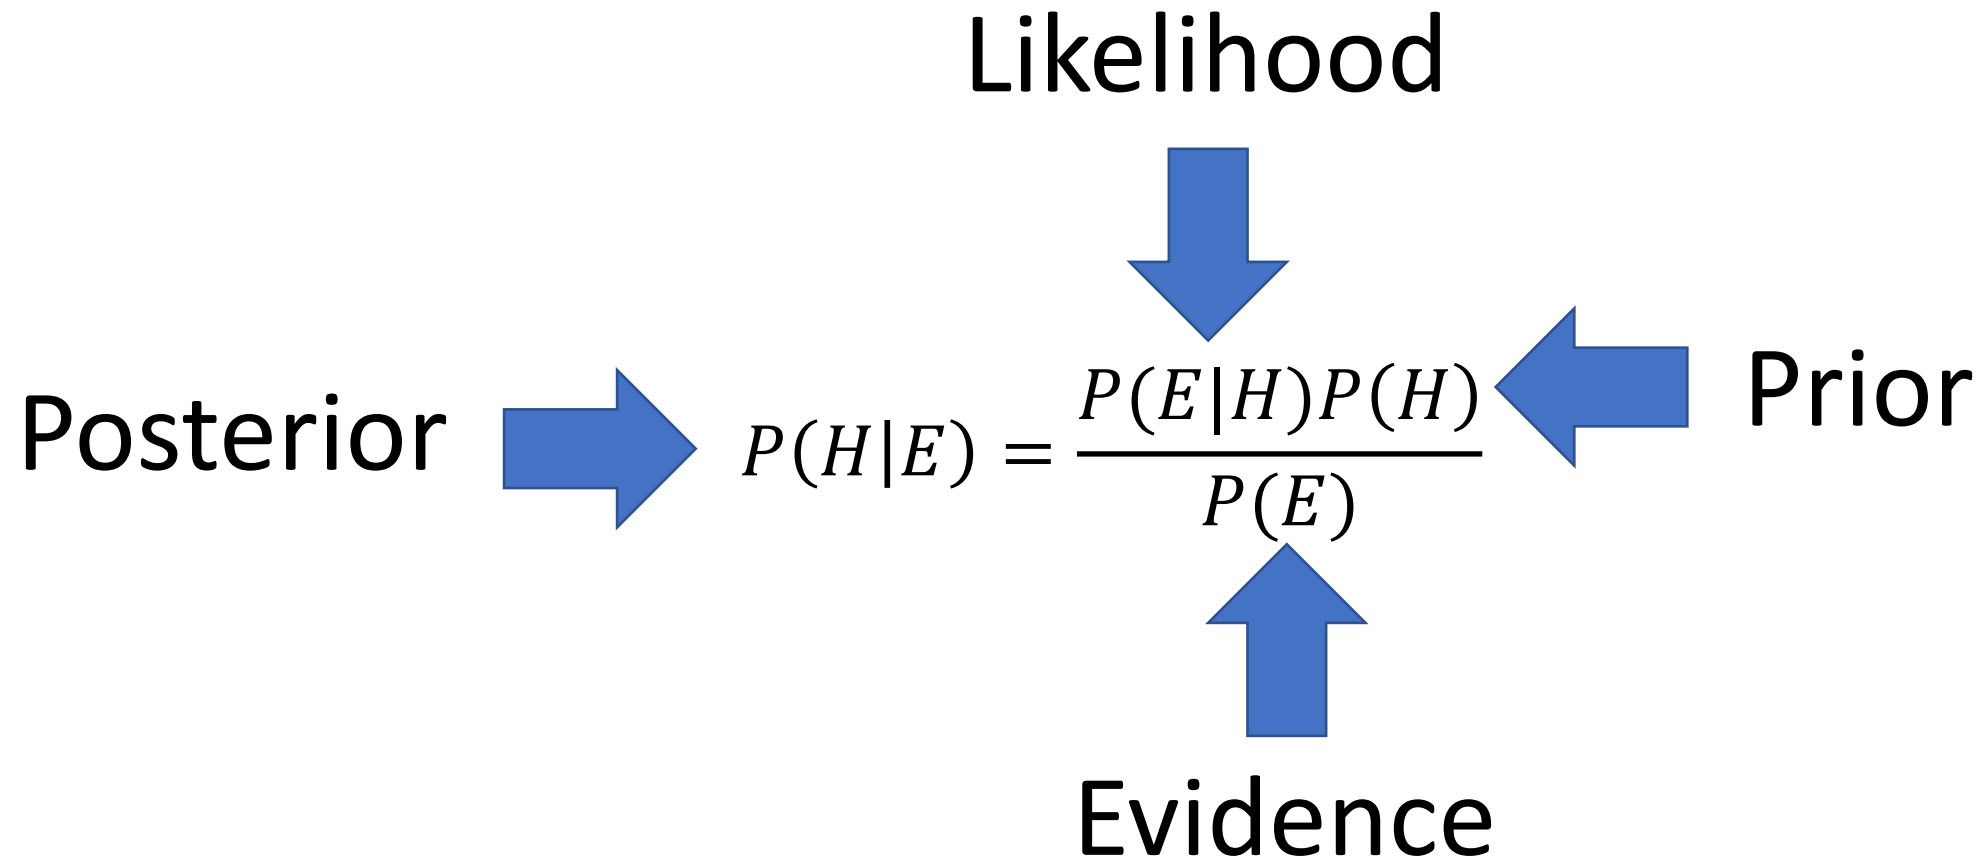 Likelihood
Posterior
P(H|E) = P(E|H)P(H) / P(E)
Prior
Evidence